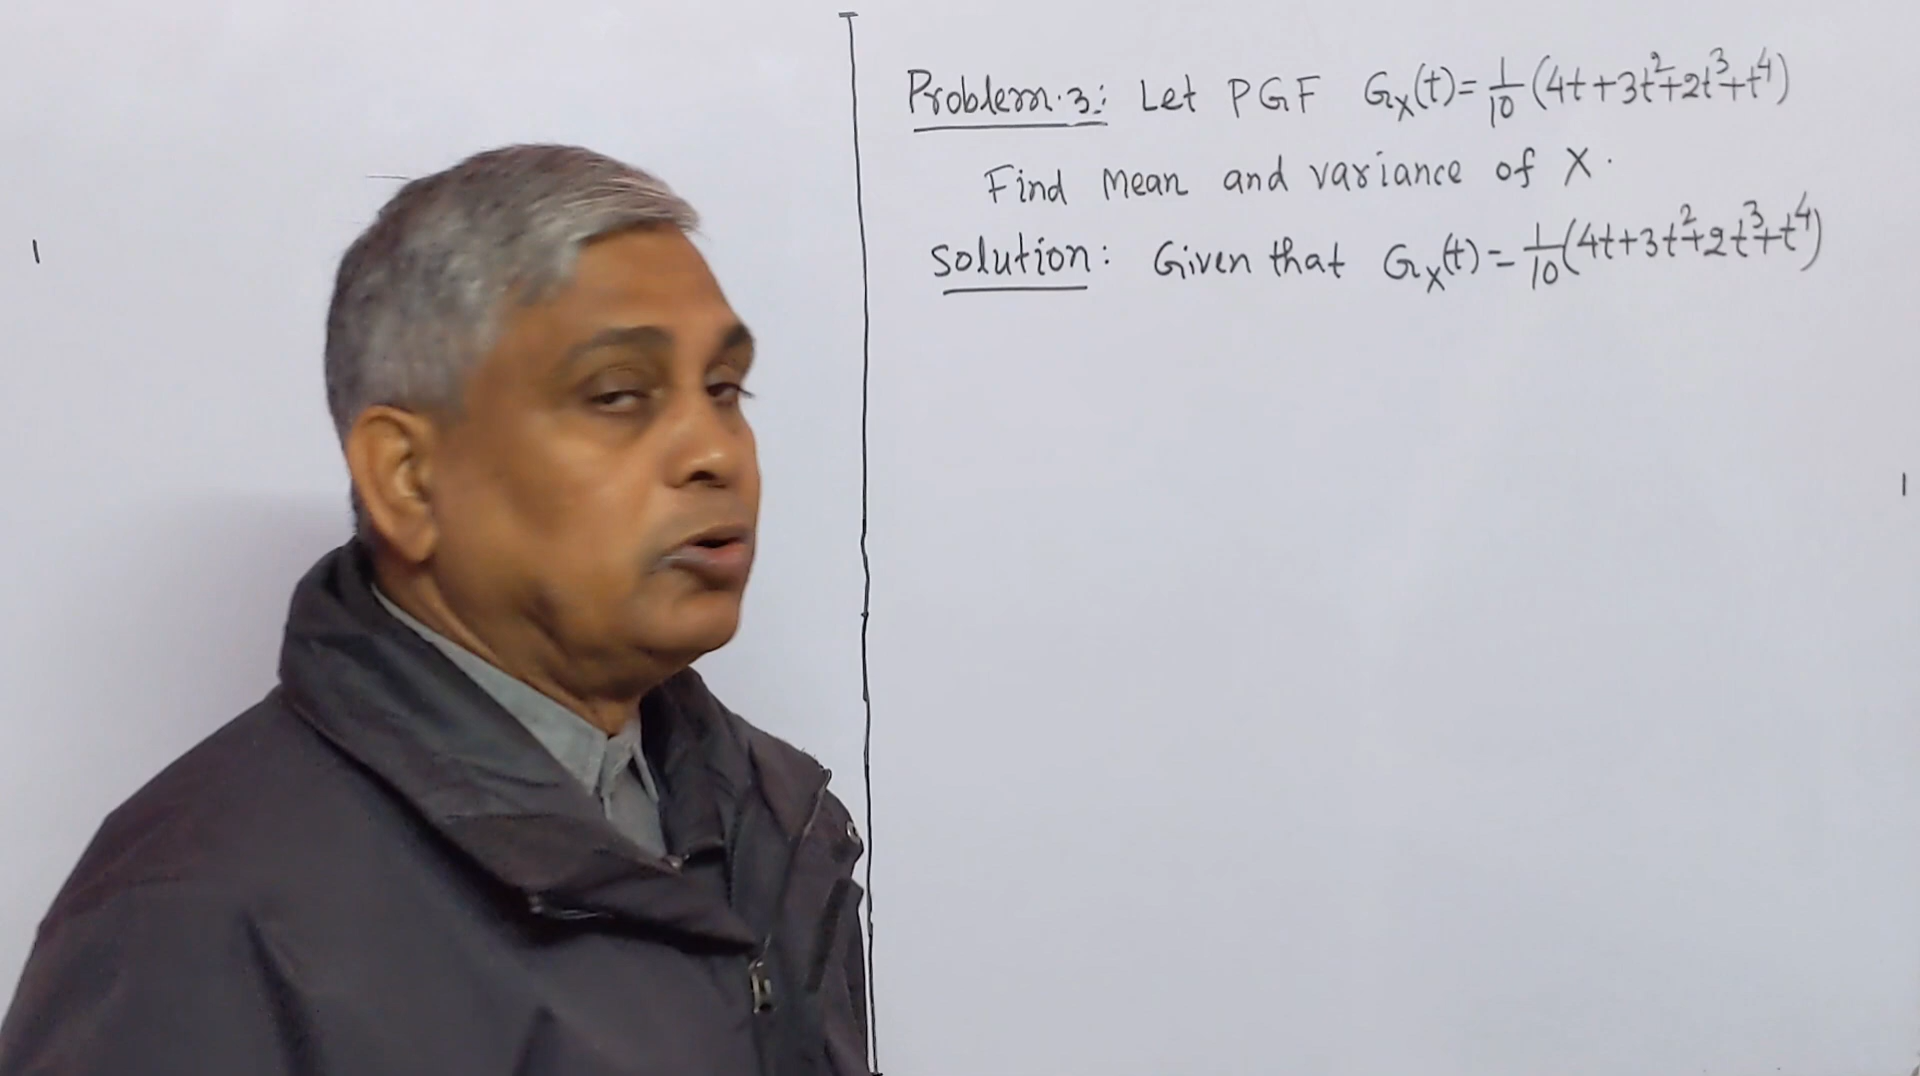 Problem.3.: Let PGF Gₓ(t)=1/10 (4t+3t²+2t³+t⁴)
Find Mean and variance of X.
Solution: Given that Gₓ(t)=1/10(4t+3t²+2t³+t⁴)